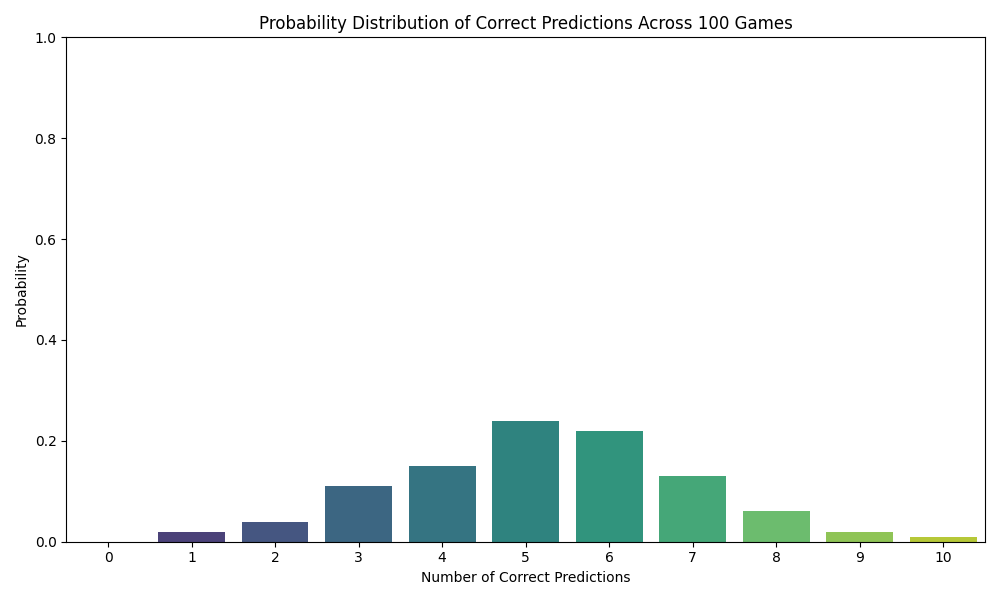 Probability Distribution of Correct Predictions Across 100 Games
1.0
0.8
0.6
0.4
0.2
0.0
Probability
0 1 2 3 4 5 6 7 8 9 10
Number of Correct Predictions